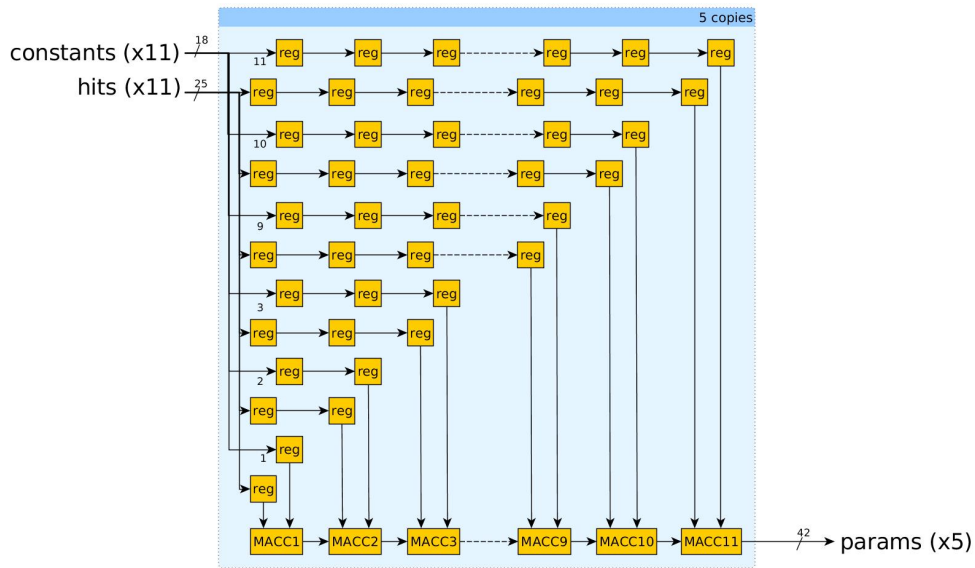 5 copies
constants (x11) 18
11 reg reg reg reg reg reg
hits (x11) 25
reg reg reg reg reg reg
10 reg reg reg reg reg
reg reg reg reg reg
9 reg reg reg reg
reg reg reg reg
3 reg reg reg
reg reg reg
2 reg reg
reg reg
1 reg
reg
MACC1 MACC2 MACC3 MACC9 MACC10 MACC11 42 params (x5)